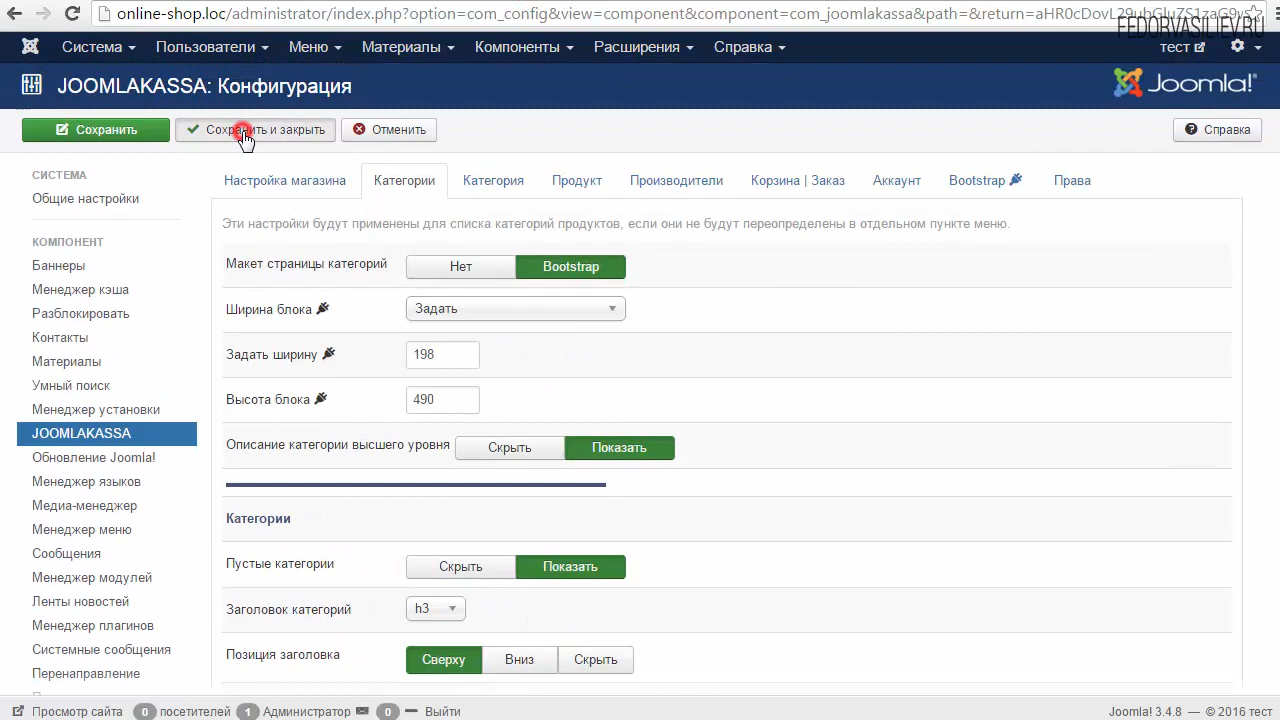 online-shop.loc/administrator/index.php?option=com_config&view=component&component=com_joomlakassa&path=&return=
FEDORVASILIEV.RU
Система Пользователи Меню Материалы Компоненты Расширения Справка тест
JOOMLAKASSA: Конфигурация
Joomla!
Сохранить Сохранить и закрыть Отменить Справка
СИСТЕМА
Общие настройки
КОМПОНЕНТ
Баннеры
Менеджер кэша
Разблокировать
Контакты
Материалы
Умный поиск
Менеджер установки
JOOMLAKASSA
Обновление Joomla!
Менеджер языков
Медиа-менеджер
Менеджер меню
Сообщения
Менеджер модулей
Ленты новостей
Менеджер плагинов
Системные сообщения
Перенаправление
Настройка магазина Категории Категория Продукт Производители Корзина | Заказ Аккаунт Bootstrap Права
Эти настройки будут применены для списка категорий продуктов, если они не будут переопределены в отдельном пункте меню.
Макет страницы категорий Нет Bootstrap
Ширина блока Задать
Задать ширину 198
Высота блока 490
Описание категории высшего уровня Скрыть Показать
Категории
Пустые категории Скрыть Показать
Заголовок категорий h3
Позиция заголовка Сверху Вниз Скрыть
Просмотр сайта 0 посетителей 1 Администратор 0 Выйти
Joomla! 3.4.8 — © 2016 тест